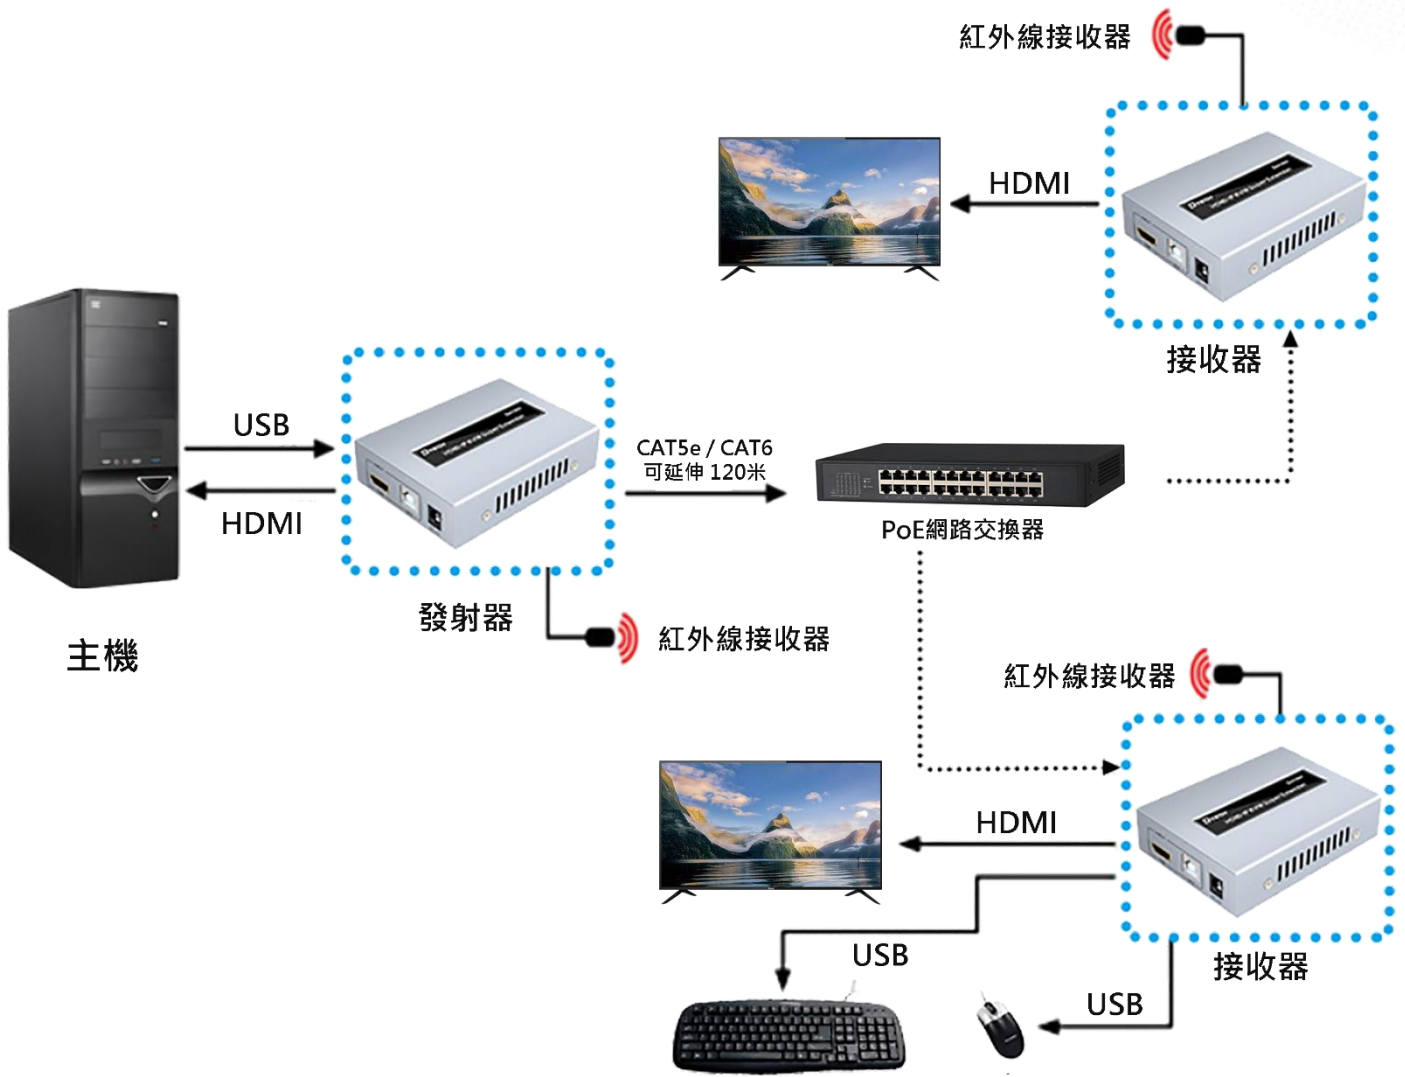 紅外線接收器
HDMI
接收器
USB
HDMI
主機
發射器
紅外線接收器
CAT5e / CAT6
可延伸 120米
PoE網路交換器
紅外線接收器
HDMI
USB
USB
接收器